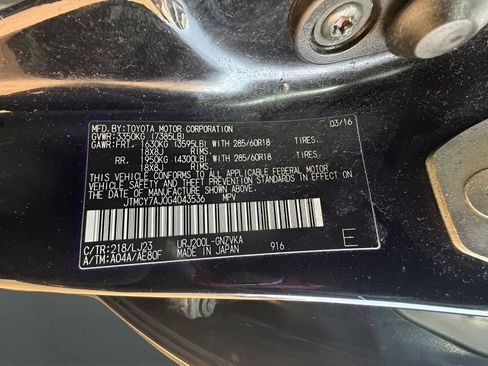 MFD. BY: TOYOTA MOTOR CORPORATION 03/16
GVWR: 3350KG (7385LB)
GAWR: FRT. 1630KG (3595LB) WITH 285/60R18 TIRES.
18X8J RIMS.
RR. 1950KG (4300LB) WITH 285/60R18 TIRES.
18X8J RIMS.
THIS VEHICLE CONFORMS TO ALL APPLICABLE FEDERAL MOTOR
VEHICLE SAFETY AND BUMPER STANDARDS IN EFFECT ON
THE DATE OF MANUFACTURE SHOWN ABOVE.
JTMCY7AJ0G4043536 MPV
C/TR: 218/LJ23 URJ200L-GNZVKA
A/TM: A04A/AE80F MADE IN JAPAN 916 E